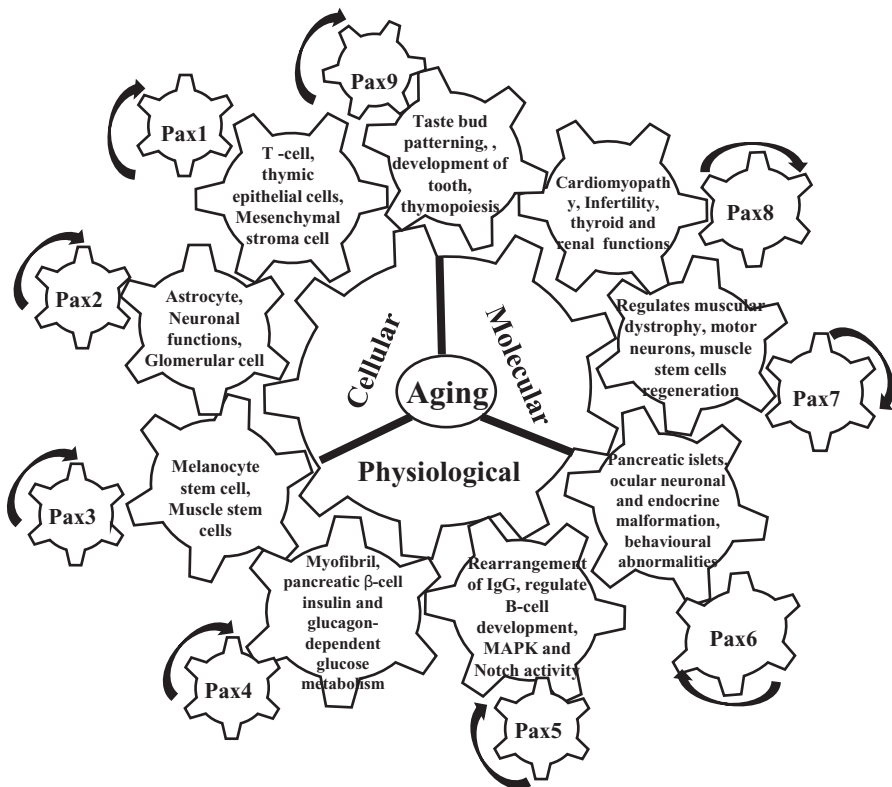 Pax9
Taste bud
patterning, ,
development of
tooth,
thymopoiesis
Pax1
T -cell,
thymic
epithelial cells,
Mesenchymal
stroma cell
Cardiomyopath
y, Infertility,
thyroid and
renal functions
Pax8
Pax2
Astrocyte,
Neuronal
functions,
Glomerular cell
Regulates muscular
dystrophy, motor
neurons, muscle
stem cells
regeneration
Pax7
Cellular
Molecular
Aging
Physiological
Pax3
Melanocyte
stem cell,
Muscle stem
cells
Pancreatic islets,
ocular neuronal
and endocrine
malformation,
behavioural
abnormalities
Pax6
Myofibril,
pancreatic β-cell
insulin and
glucagon-
dependent
glucose
metabolism
Pax4
Rearrangement
of IgG, regulate
B-cell
development,
MAPK and
Notch activity
Pax5